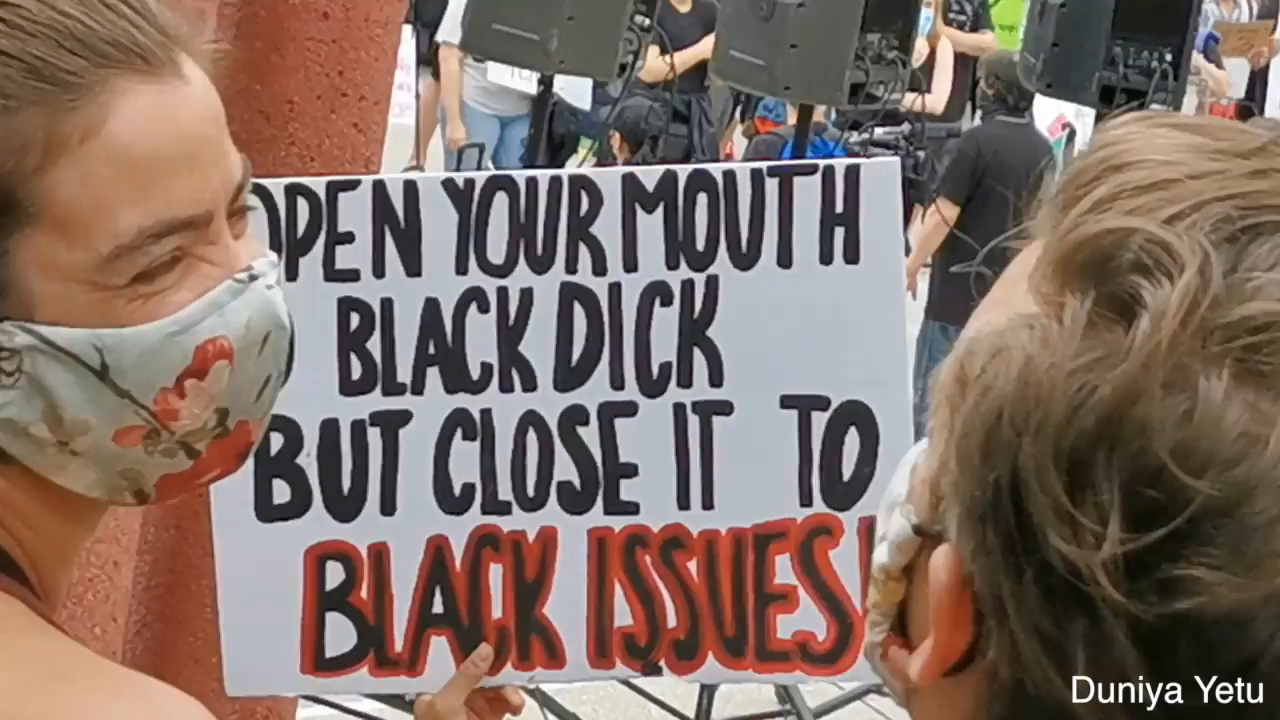 OPEN YOUR MOUTH
BLACK DICK
BUT CLOSE IT TO
BLACK ISSUES!
Duniya Yetu